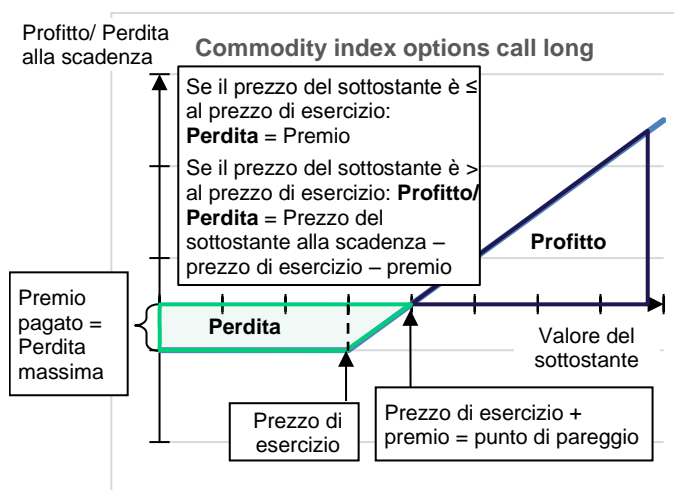 Profitto/ Perdita
alla scadenza
Commodity index options call long
Se il prezzo del sottostante è ≤
al prezzo di esercizio:
Perdita = Premio
Se il prezzo del sottostante è >
al prezzo di esercizio: Profitto/
Perdita = Prezzo del
sottostante alla scadenza –
prezzo di esercizio – premio
Profitto
Premio
pagato =
Perdita
massima
Perdita
Valore del
sottostante
Prezzo di
esercizio
Prezzo di esercizio +
premio = punto di pareggio